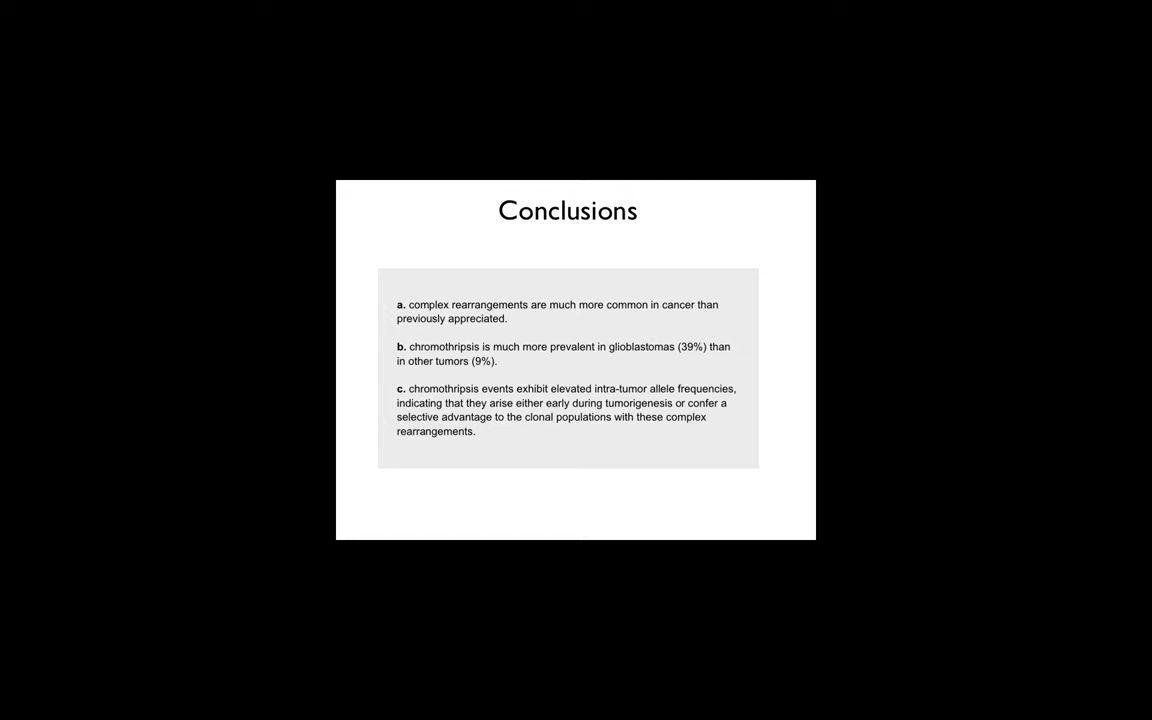 Conclusions
a. complex rearrangements are much more common in cancer than
previously appreciated.
b. chromothripsis is much more prevalent in glioblastomas (39%) than
in other tumors (9%).
c. chromothripsis events exhibit elevated intra-tumor allele frequencies,
indicating that they arise either early during tumorigenesis or confer a
selective advantage to the clonal populations with these complex
rearrangements.